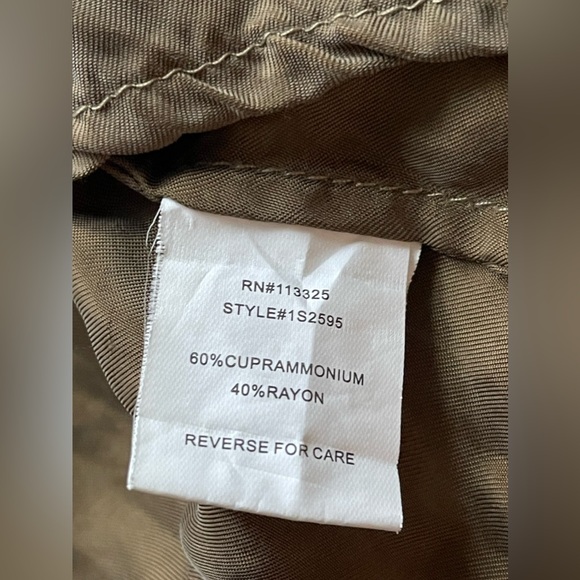 RN#113325
STYLE#1S2595
60%CUPRAMMONIUM
40%RAYON
REVERSE FOR CARE